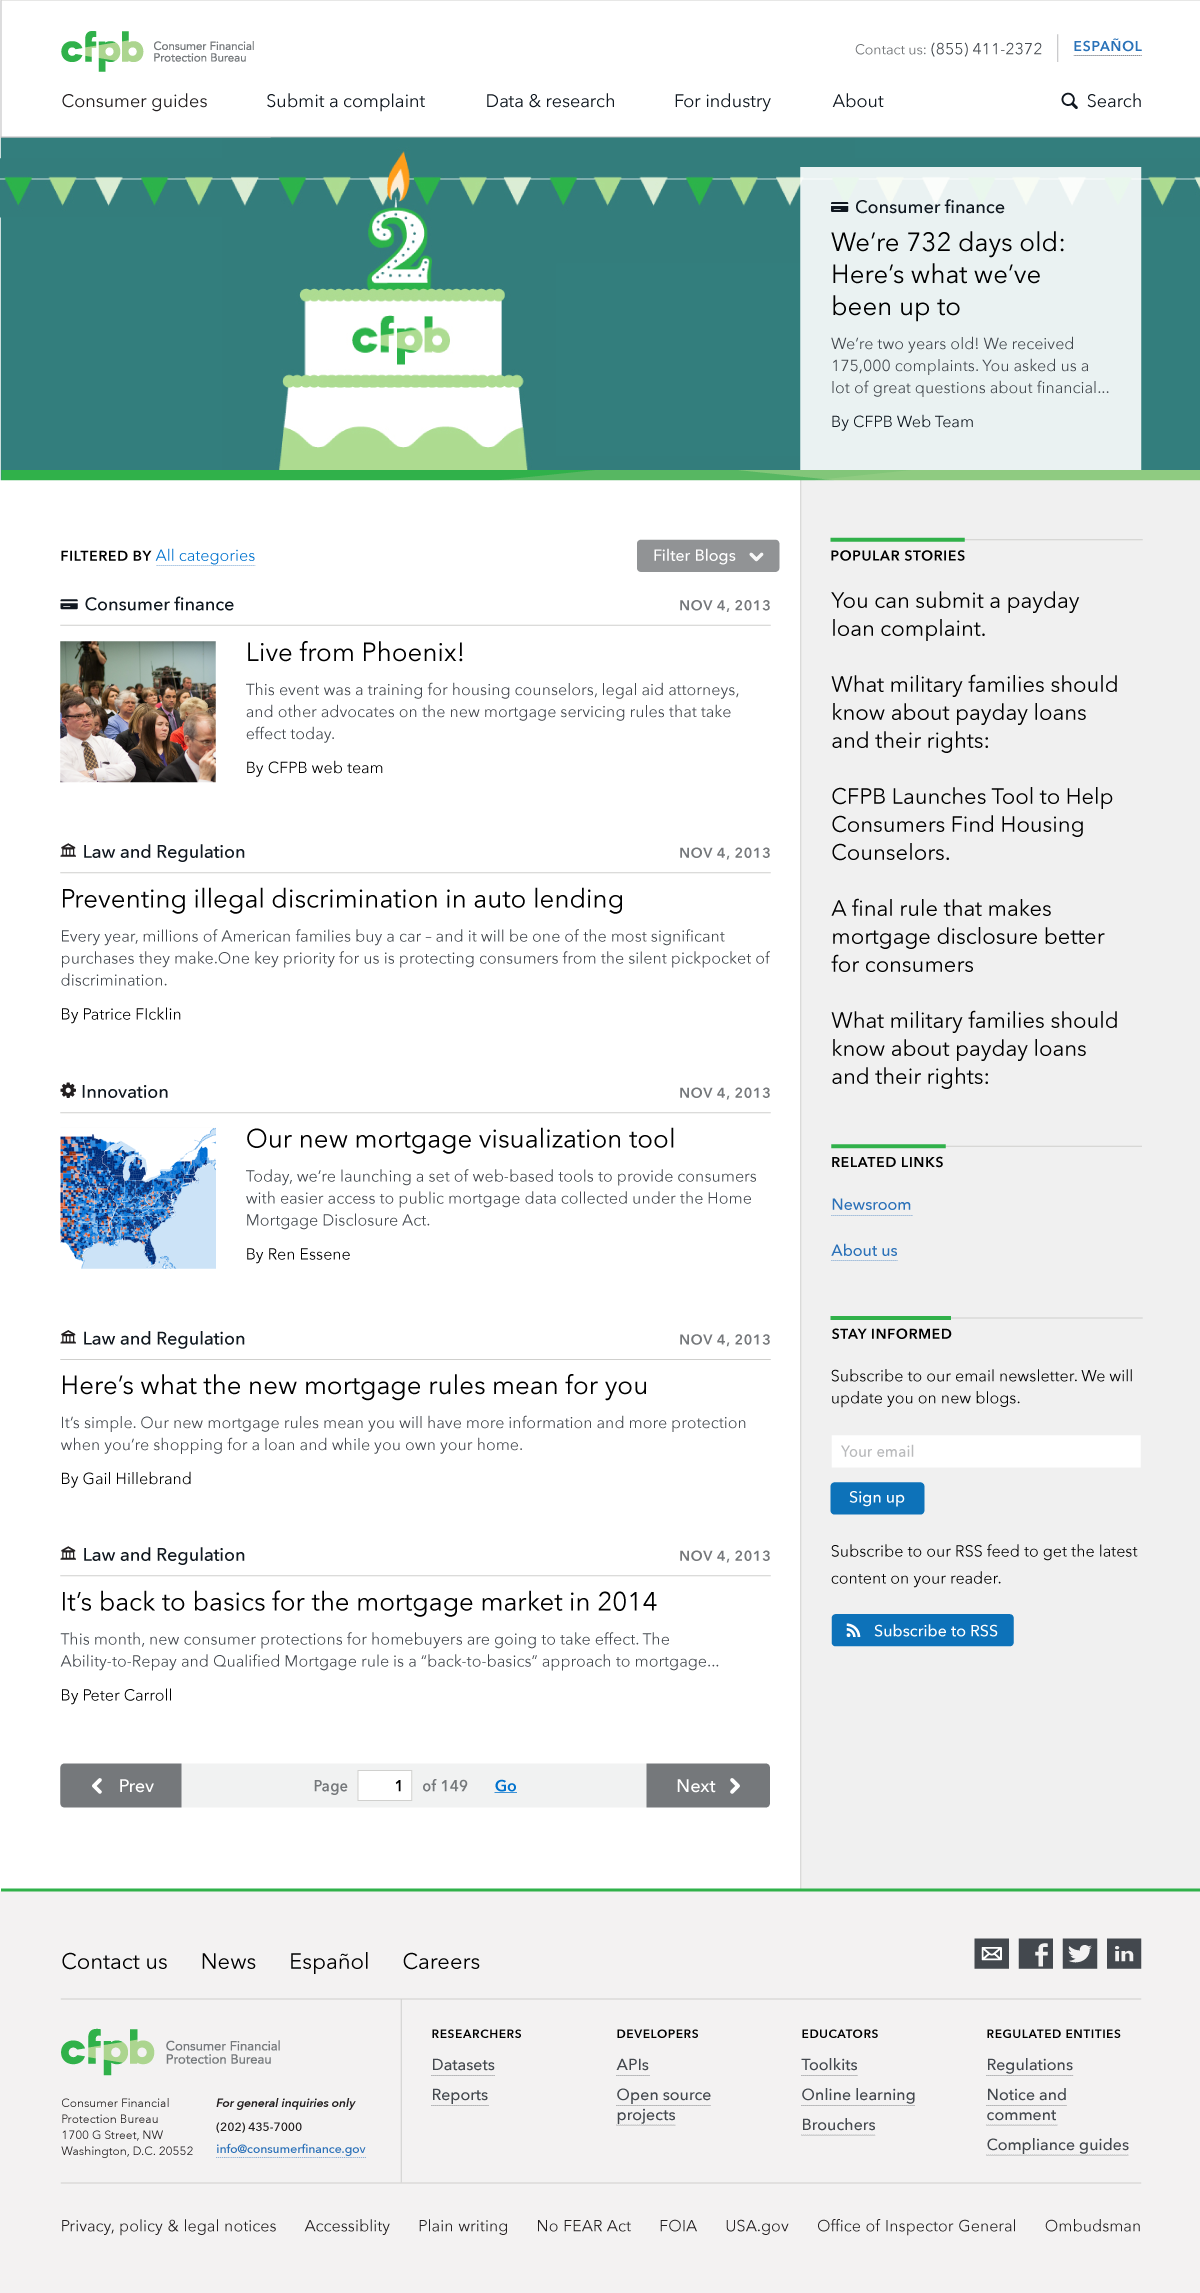 cfpb Consumer Financial
Protection Bureau
Contact us: (855) 411-2372
ESPAÑOL
Consumer guides
Submit a complaint
Data & research
For industry
About
Search
2
cfpb
Consumer finance
We're 732 days old:
Here's what we've
been up to
We're two years old! We received
175,000 complaints. You asked us a
lot of great questions about financial...
By CFPB Web Team
FILTERED BY All categories
Filter Blogs
Consumer finance
NOV 4, 2013
Live from Phoenix!
This event was a training for housing counselors, legal aid attorneys,
and other advocates on the new mortgage servicing rules that take
effect today.
By CFPB web team
Law and Regulation
NOV 4, 2013
Preventing illegal discrimination in auto lending
Every year, millions of American families buy a car – and it will be one of the most significant
purchases they make.One key priority for us is protecting consumers from the silent pickpocket of
discrimination.
By Patrice FIcklin
Innovation
NOV 4, 2013
Our new mortgage visualization tool
Today, we're launching a set of web-based tools to provide consumers
with easier access to public mortgage data collected under the Home
Mortgage Disclosure Act.
By Ren Essene
Law and Regulation
NOV 4, 2013
Here's what the new mortgage rules mean for you
It's simple. Our new mortgage rules mean you will have more information and more protection
when you're shopping for a loan and while you own your home.
By Gail Hillebrand
Law and Regulation
NOV 4, 2013
It's back to basics for the mortgage market in 2014
This month, new consumer protections for homebuyers are going to take effect. The
Ability-to-Repay and Qualified Mortgage rule is a “back-to-basics” approach to mortgage...
By Peter Carroll
Prev
Page 1 of 149 Go
Next
POPULAR STORIES
You can submit a payday
loan complaint.
What military families should
know about payday loans
and their rights:
CFPB Launches Tool to Help
Consumers Find Housing
Counselors.
A final rule that makes
mortgage disclosure better
for consumers
What military families should
know about payday loans
and their rights:
RELATED LINKS
Newsroom
About us
STAY INFORMED
Subscribe to our email newsletter. We will
update you on new blogs.
Your email
Sign up
Subscribe to our RSS feed to get the latest
content on your reader.
Subscribe to RSS
Contact us
News
Español
Careers
f
in
cfpb Consumer Financial
Protection Bureau
Consumer Financial
Protection Bureau
1700 G Street, NW
Washington, D.C. 20552
For general inquiries only
(202) 435-7000
info@consumerfinance.gov
RESEARCHERS
Datasets
Reports
DEVELOPERS
APIs
Open source
projects
EDUCATORS
Toolkits
Online learning
Brouchers
REGULATED ENTITIES
Regulations
Notice and
comment
Compliance guides
Privacy, policy & legal notices
Accessiblity
Plain writing
No FEAR Act
FOIA
USA.gov
Office of Inspector General
Ombudsman